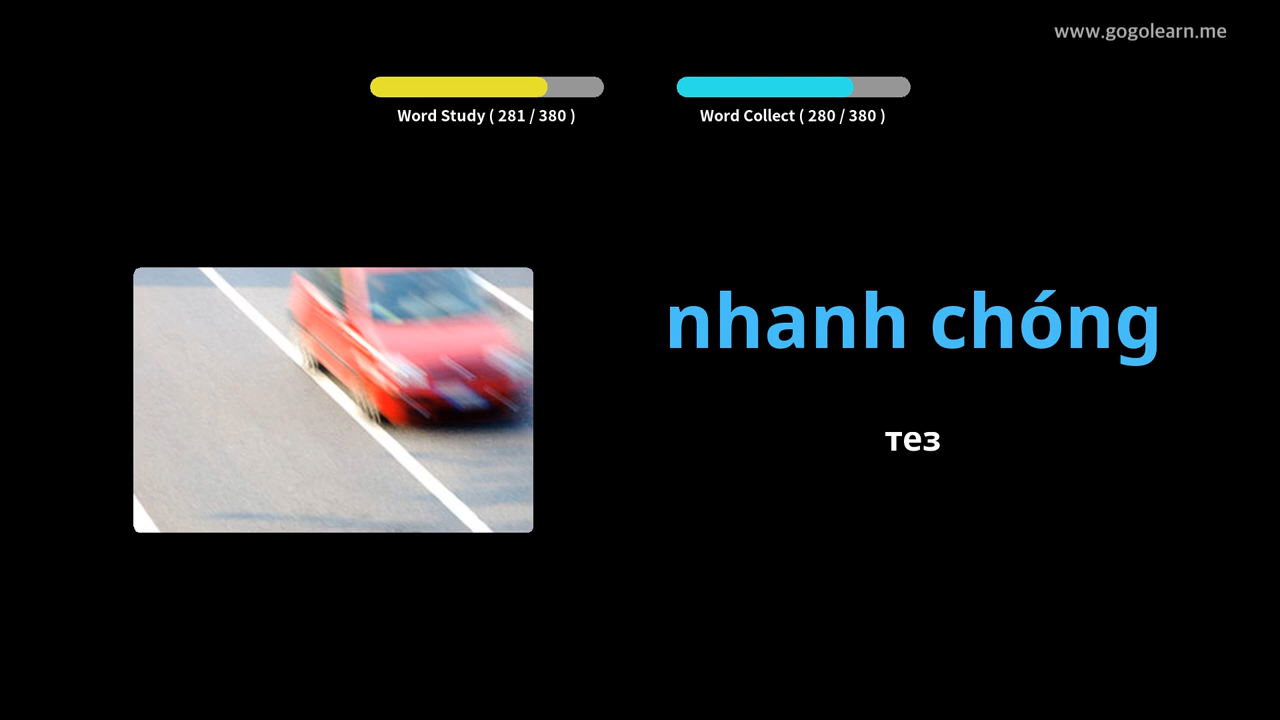 www.gogolearn.me
Word Study ( 281 / 380 )
Word Collect ( 280 / 380 )
nhanh chóng
тез